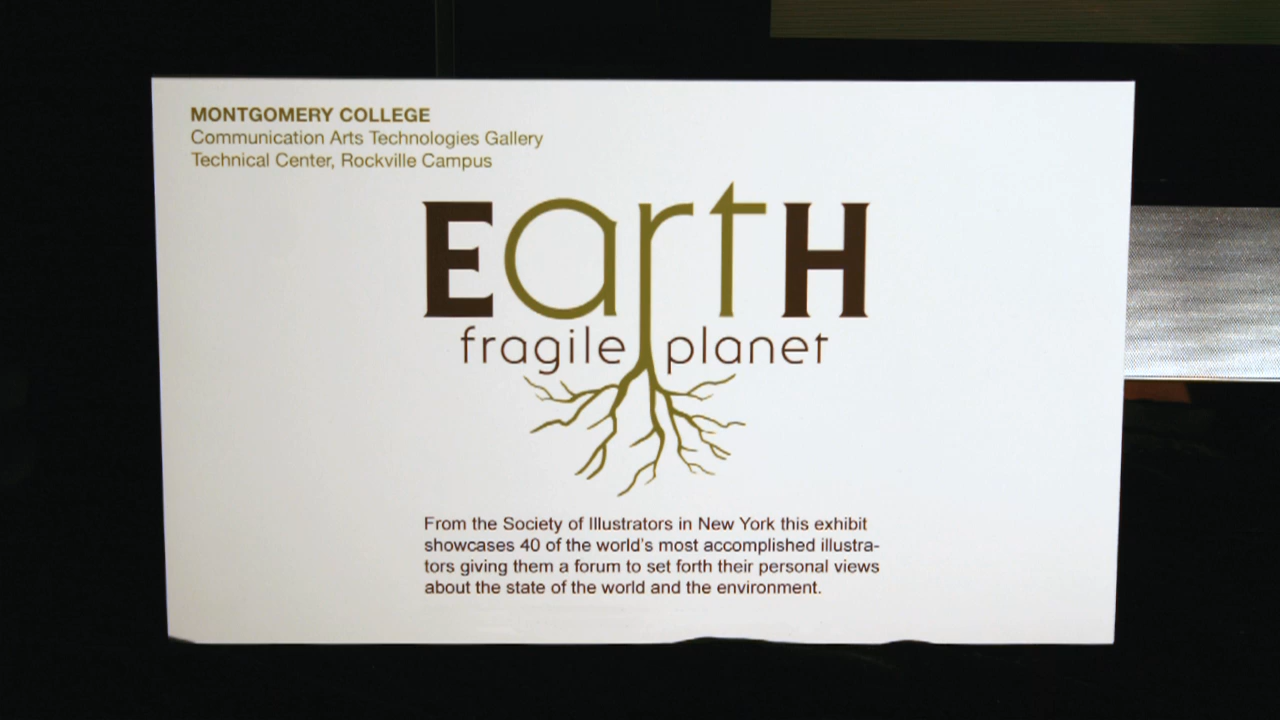 MONTGOMERY COLLEGE
Communication Arts Technologies Gallery
Technical Center, Rockville Campus
EartH
fragile planet
From the Society of Illustrators in New York this exhibit
showcases 40 of the world's most accomplished illustra-
tors giving them a forum to set forth their personal views
about the state of the world and the environment.